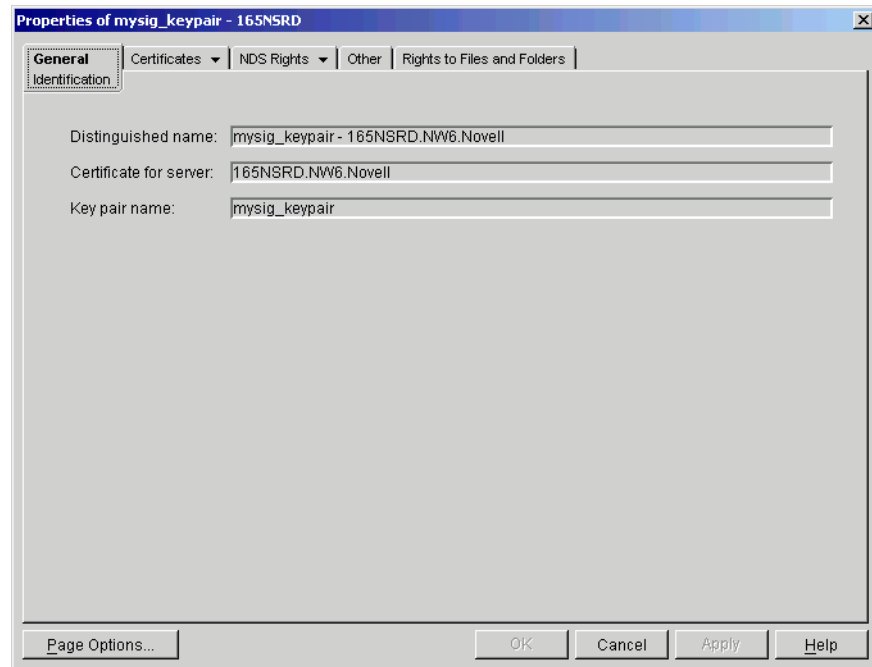 Properties of mysig_keypair - 165NSRD
General Certificates NDS Rights Other Rights to Files and Folders
Identification
Distinguished name: mysig_keypair - 165NSRD.NW6.Novell
Certificate for server: 165NSRD.NW6.Novell
Key pair name: mysig_keypair
Page Options... OK Cancel Apply Help